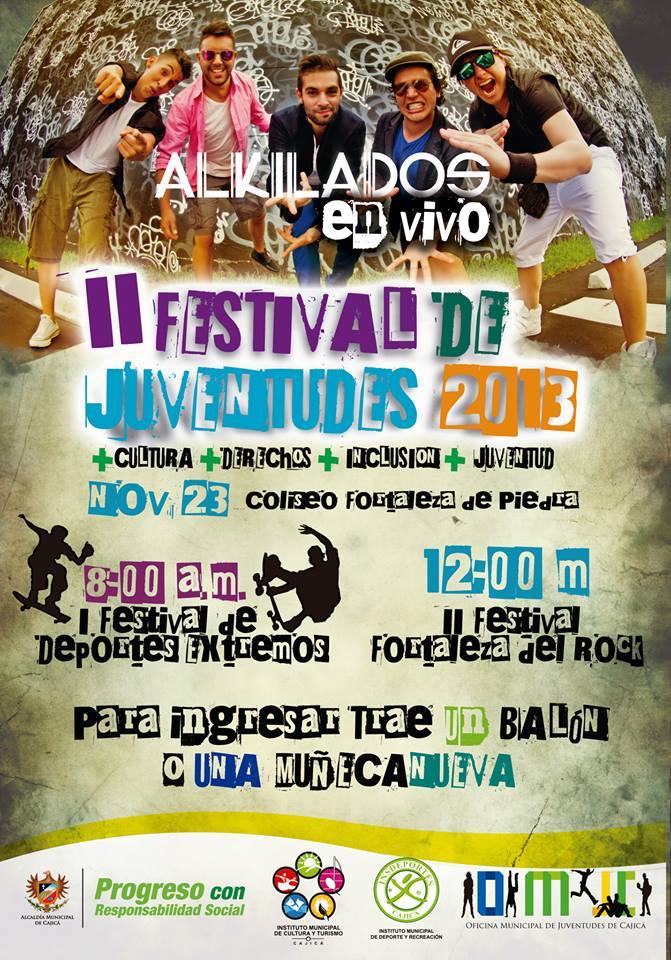 ALKILADOS
en vivo
II FESTIVAL DE
JUVENTUDES 2013
+CULTURA +DERECHOS + INCLUSION + JUVENTUD
NOV. 23 Coliseo Fortaleza de Piedra
8:00 a.m.
I Festival de
Deportes Extremos
12:00 m
II Festival
Fortaleza del Rock
Para ingresar Trae un BALÓN
O UNA MUÑECA NUEVA
ALCALDÍA MUNICIPAL
DE CAJICÁ
Progreso con
Responsabilidad Social
INSTITUTO MUNICIPAL
DE CULTURA Y TURISMO
CAJICÁ
INSDEPORTES
CAJICA
INSTITUTO MUNICIPAL
DE DEPORTE Y RECREACIÓN
OMJC
OFICINA MUNICIPAL DE JUVENTUDES DE CAJICÁ